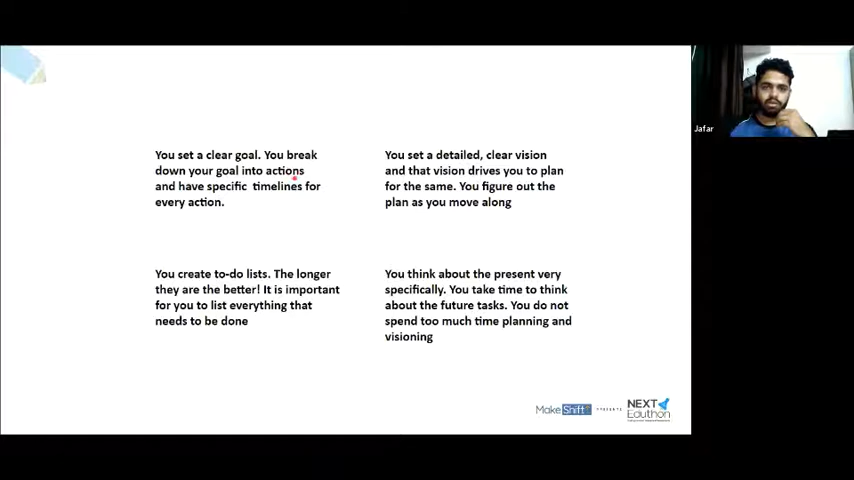 You set a clear goal. You break
down your goal into actions
and have specific timelines for
every action.
You set a detailed, clear vision
and that vision drives you to plan
for the same. You figure out the
plan as you move along
You create to-do lists. The longer
they are the better! It is important
for you to list everything that
needs to be done
You think about the present very
specifically. You take time to think
about the future tasks. You do not
spend too much time planning and
visioning
Jafar
MakeShift
PRESENTS
NEXT
Eduthon